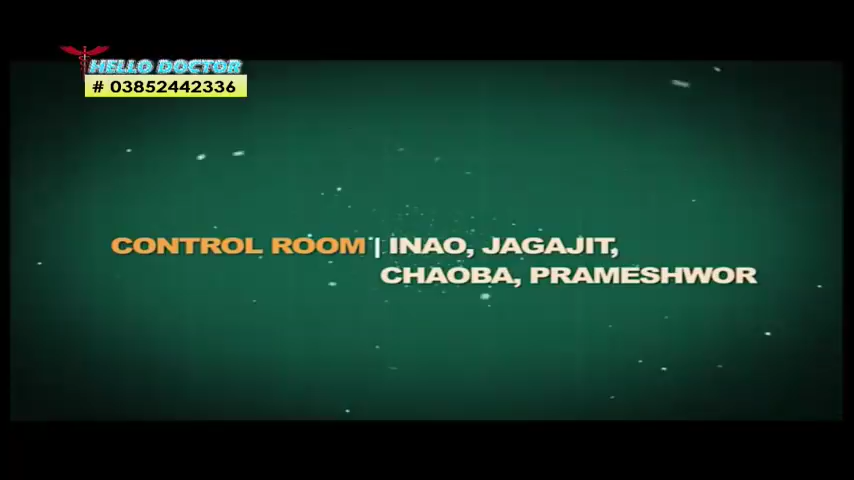 HELLO DOCTOR
# 03852442336
CONTROL ROOM | INAO, JAGAJIT,
CHAOBA, PRAMESHWOR